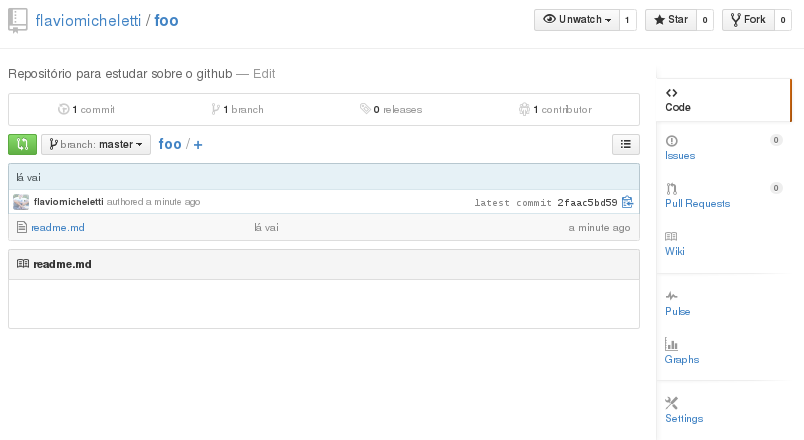 flaviomicheletti / foo
Unwatch 1 Star 0 Fork 0
Repositório para estudar sobre o github — Edit
1 commit 1 branch 0 releases 1 contributor
branch: master foo / +
lá vai
flaviomicheletti authored a minute ago latest commit 2faac5bd59
readme.md lá vai a minute ago
readme.md
Code
Issues 0
Pull Requests 0
Wiki
Pulse
Graphs
Settings